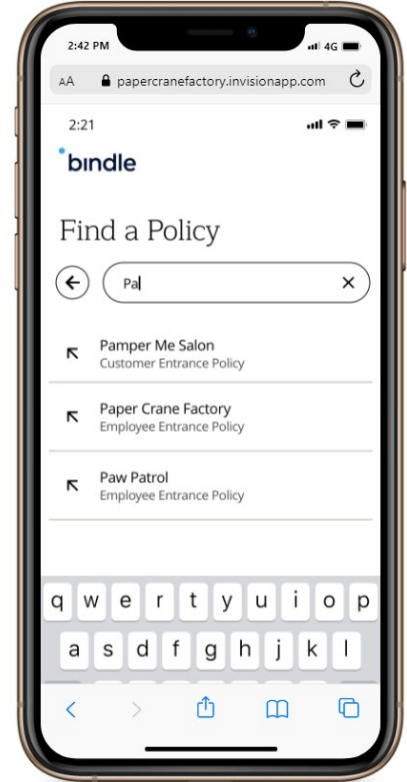 2:42 PM 4G
AA papercranefactory.invisionapp.com
2:21
bindle
Find a Policy
Pa
Pamper Me Salon
Customer Entrance Policy
Paper Crane Factory
Employee Entrance Policy
Paw Patrol
Employee Entrance Policy
q w e r t y u i o p
a s d f g h j k l